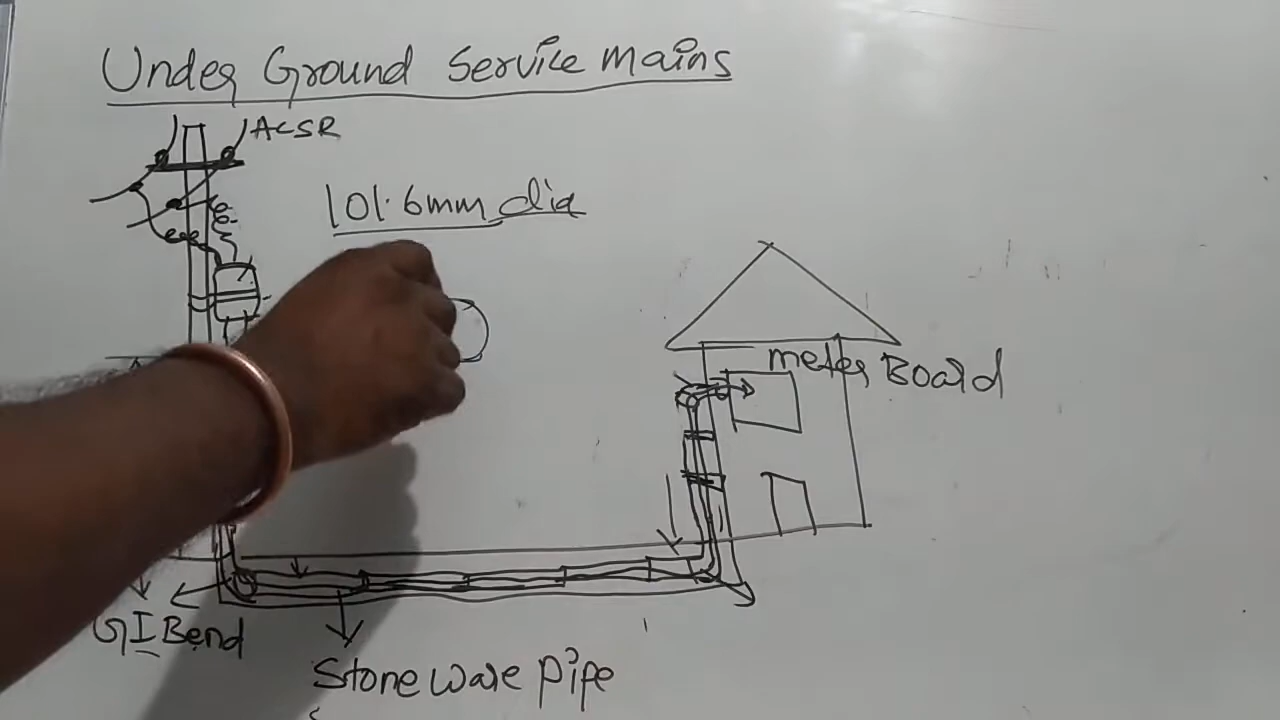 Under Ground Service mains
ACSR
101.6mm dia
meter Board
GI Bend
Stone ware pipe